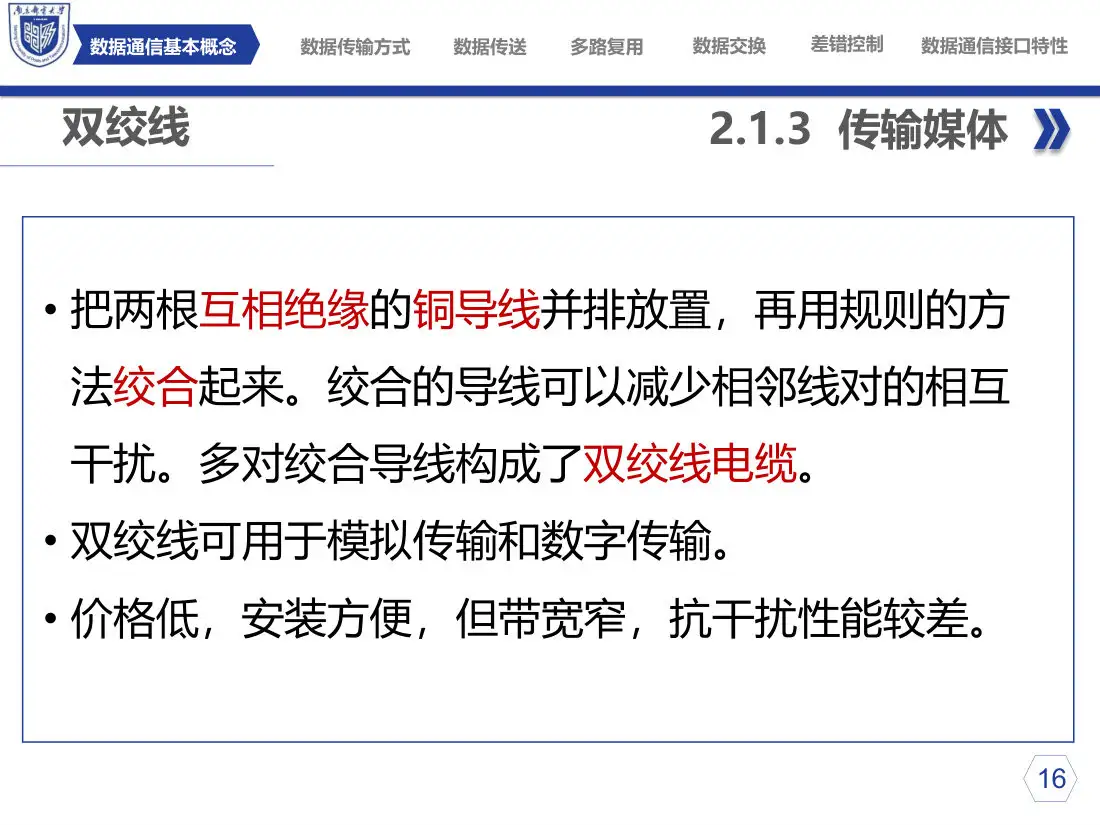 南京邮电大学
数据通信基本概念 数据传输方式 数据传送 多路复用 数据交换 差错控制 数据通信接口特性
双绞线
2.1.3 传输媒体
• 把两根互相绝缘的铜导线并排放置，再用规则的方
法绞合起来。绞合的导线可以减少相邻线对的相互
干扰。多对绞合导线构成了双绞线电缆。
• 双绞线可用于模拟传输和数字传输。
• 价格低，安装方便，但带宽窄，抗干扰性能较差。
16